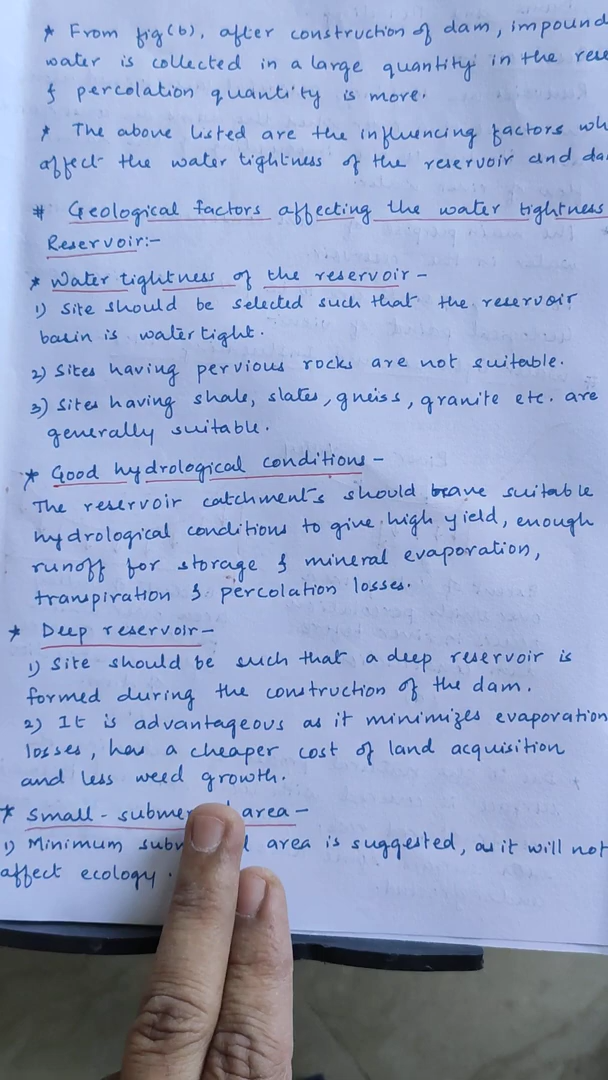 * From fig(b), after construction of dam, impound
water is collected in a large quantity in the rese
& percolation quantity is more.
* The above listed are the influencing factors wh
affect the water tightness of the reservoir and da
# Geological factors affecting the water tightness
Reservoir:-
* Water tightness of the reservoir -
1) Site should be selected such that the reservoir
basin is watertight.
2) Sites having pervious rocks are not suitable.
3) Sites having shale, slates, gneiss, granite etc. are
generally suitable.
* Good hydrological conditions -
The reservoir catchments should have suitable
hydrological conditions to give high yield, enough
runoff for storage & mineral evaporation,
transpiration & percolation losses.
* Deep reservoir -
1) Site should be such that a deep reservoir is
formed during the construction of the dam.
2) It is advantageous as it minimizes evaporation
losses, has a cheaper cost of land acquisition
and less weed growth.
* Small - subme area -
1) Minimum sub area is suggested, as it will not
affect ecology.